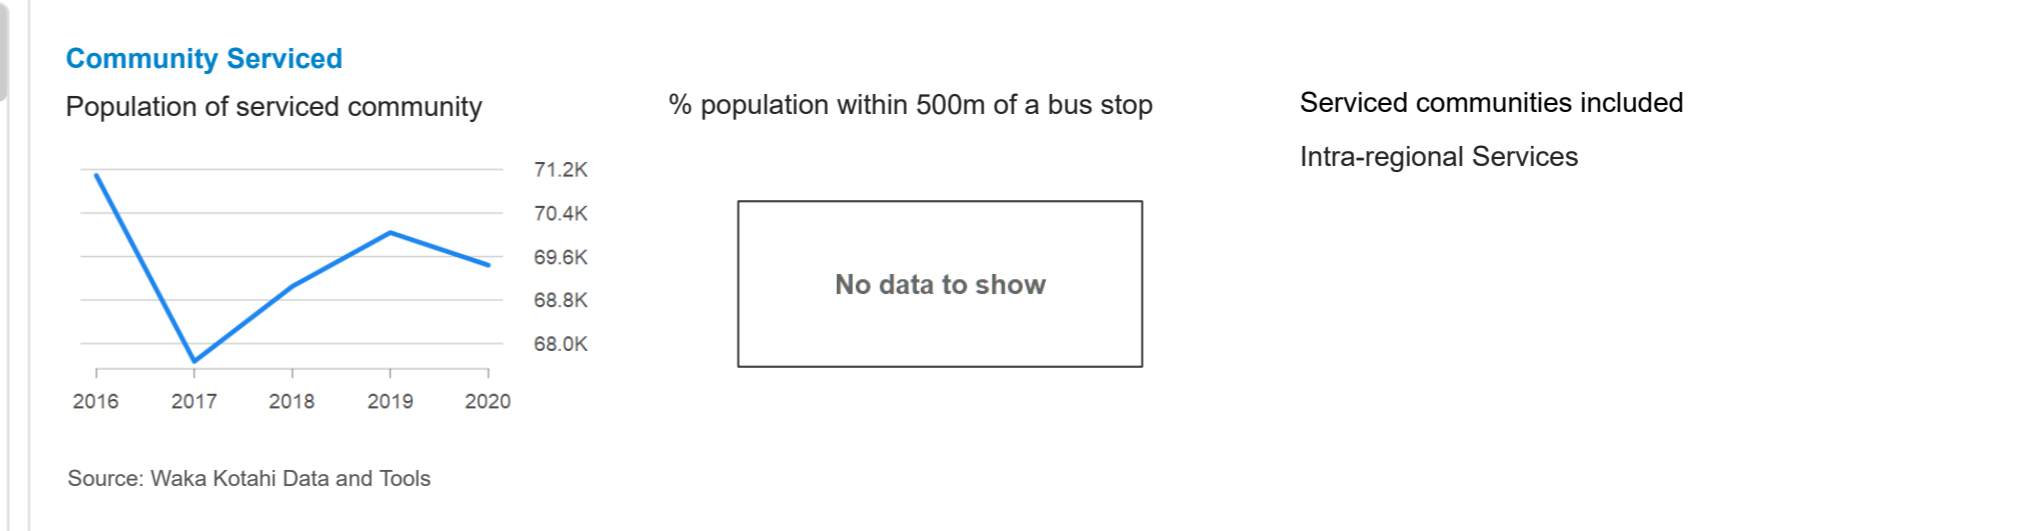 Community Serviced
Population of serviced community
71.2K
70.4K
69.6K
68.8K
68.0K
2016 2017 2018 2019 2020
Source: Waka Kotahi Data and Tools
% population within 500m of a bus stop
No data to show
Serviced communities included
Intra-regional Services